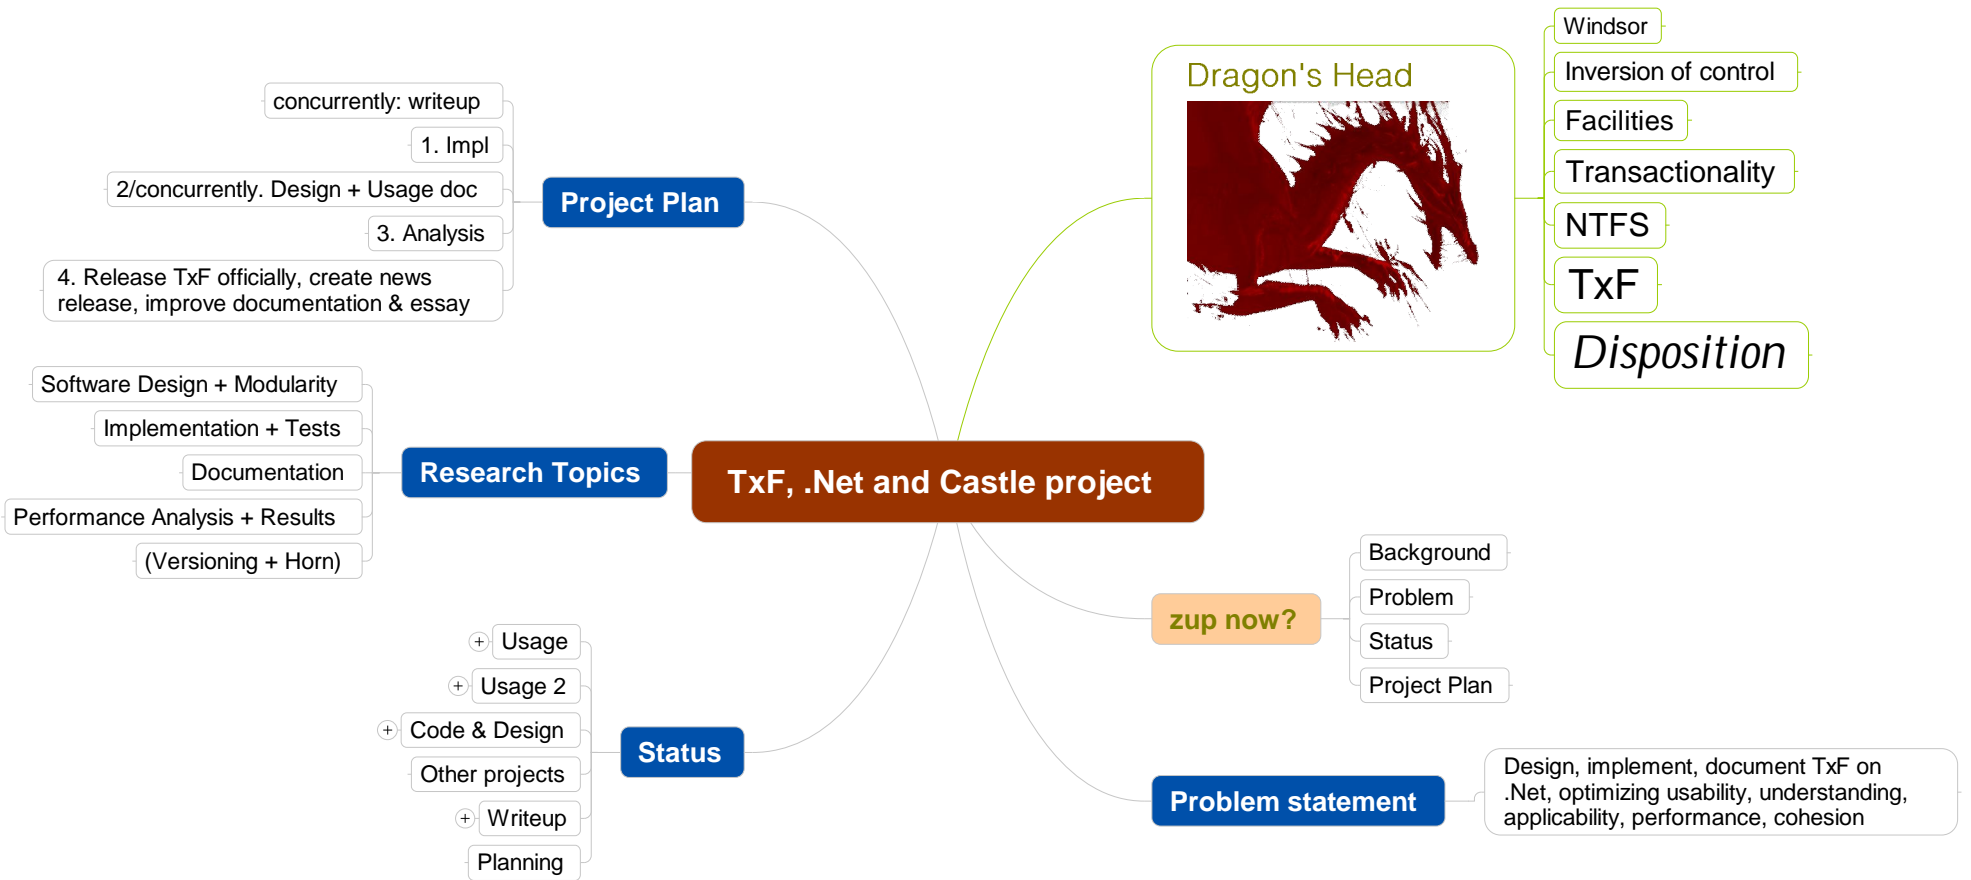 Dragon's Head
Windsor
Inversion of control
Facilities
Transactionality
NTFS
TxF
Disposition
concurrently: writeup
1. Impl
2/concurrently. Design + Usage doc
3. Analysis
4. Release TxF officially, create news
release, improve documentation & essay
Project Plan
Software Design + Modularity
Implementation + Tests
Documentation
Performance Analysis + Results
(Versioning + Horn)
Research Topics
TxF, .Net and Castle project
zup now?
Background
Problem
Status
Project Plan
+ Usage
+ Usage 2
+ Code & Design
Other projects
+ Writeup
Planning
Status
Problem statement
Design, implement, document TxF on
.Net, optimizing usability, understanding,
applicability, performance, cohesion